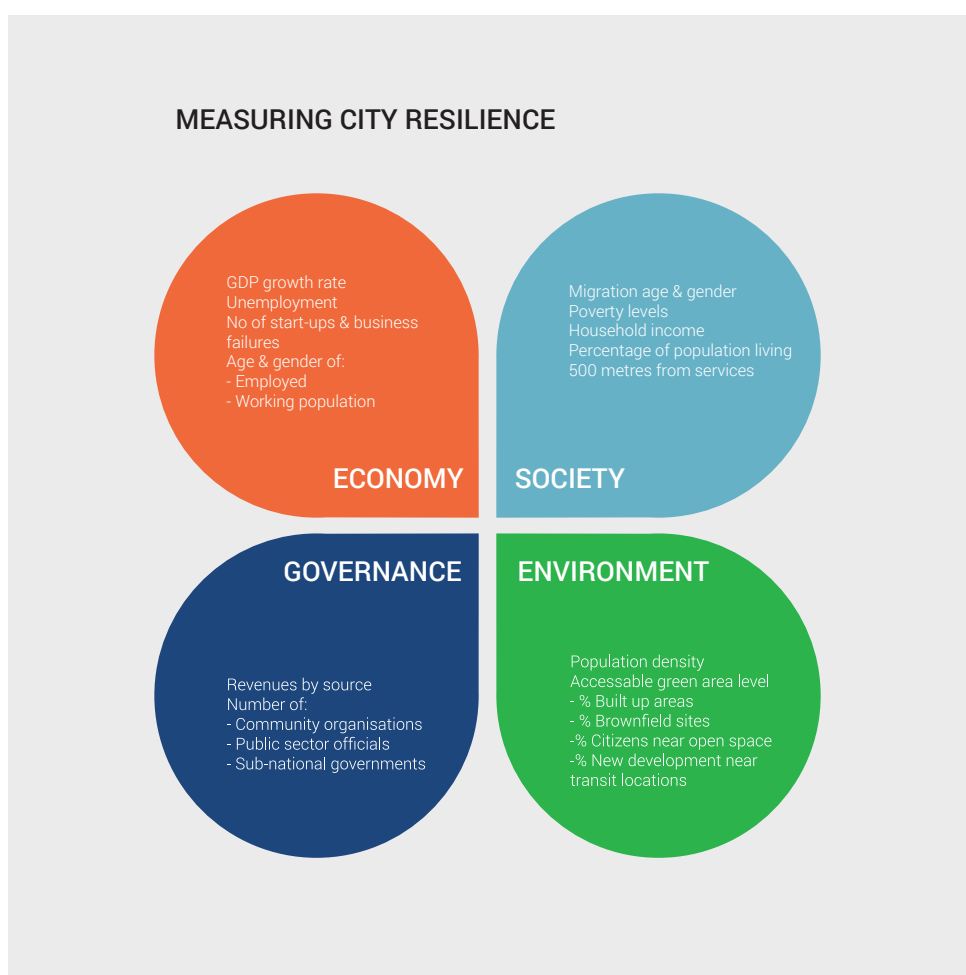 MEASURING CITY RESILIENCE
GDP growth rate
Unemployment
No of start-ups & business
failures
Age & gender of:
- Employed
- Working population
ECONOMY
Migration age & gender
Poverty levels
Household income
Percentage of population living
500 metres from services
SOCIETY
GOVERNANCE
Revenues by source
Number of:
- Community organisations
- Public sector officials
- Sub-national governments
ENVIRONMENT
Population density
Accessable green area level
- % Built up areas
- % Brownfield sites
-% Citizens near open space
-% New development near
transit locations